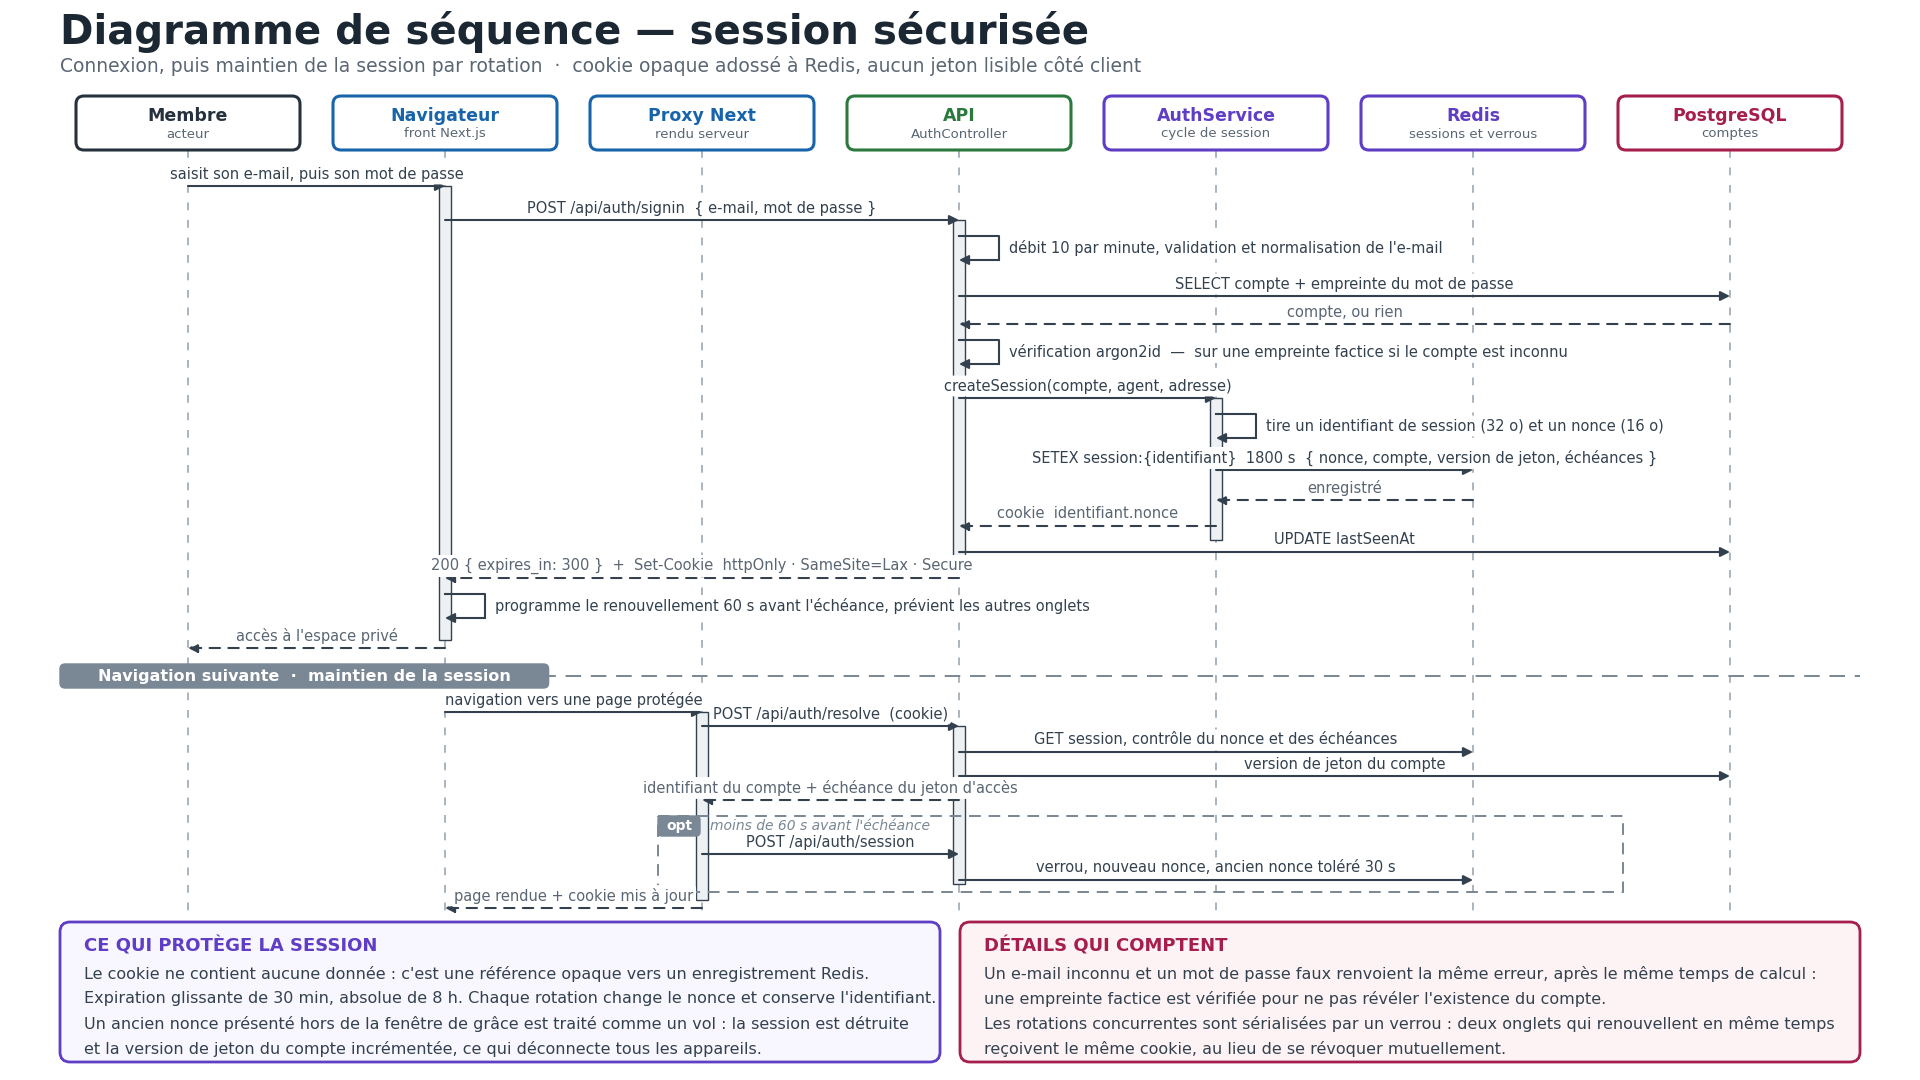 Diagramme de séquence — session sécurisée
Connexion, puis maintien de la session par rotation · cookie opaque adossé à Redis, aucun jeton lisible côté client
Membre
acteur
Navigateur
front Next.js
Proxy Next
rendu serveur
API
AuthController
AuthService
cycle de session
Redis
sessions et verrous
PostgreSQL
comptes
saisit son e-mail, puis son mot de passe
POST /api/auth/signin { e-mail, mot de passe }
débit 10 par minute, validation et normalisation de l'e-mail
SELECT compte + empreinte du mot de passe
compte, ou rien
vérification argon2id — sur une empreinte factice si le compte est inconnu
createSession(compte, agent, adresse)
tire un identifiant de session (32 o) et un nonce (16 o)
SETEX session:{identifiant} 1800 s { nonce, compte, version de jeton, échéances }
enregistré
cookie identifiant.nonce
UPDATE lastSeenAt
200 { expires_in: 300 } + Set-Cookie httpOnly · SameSite=Lax · Secure
programme le renouvellement 60 s avant l'échéance, prévient les autres onglets
accès à l'espace privé
Navigation suivante · maintien de la session
navigation vers une page protégée
POST /api/auth/resolve (cookie)
GET session, contrôle du nonce et des échéances
version de jeton du compte
identifiant du compte + échéance du jeton d'accès
opt moins de 60 s avant l'échéance
POST /api/auth/session
verrou, nouveau nonce, ancien nonce toléré 30 s
page rendue + cookie mis à jour
CE QUI PROTÈGE LA SESSION
Le cookie ne contient aucune donnée : c'est une référence opaque vers un enregistrement Redis.
Expiration glissante de 30 min, absolue de 8 h. Chaque rotation change le nonce et conserve l'identifiant.
Un ancien nonce présenté hors de la fenêtre de grâce est traité comme un vol : la session est détruite
et la version de jeton du compte incrémentée, ce qui déconnecte tous les appareils.
DÉTAILS QUI COMPTENT
Un e-mail inconnu et un mot de passe faux renvoient la même erreur, après le même temps de calcul :
une empreinte factice est vérifiée pour ne pas révéler l'existence du compte.
Les rotations concurrentes sont sérialisées par un verrou : deux onglets qui renouvellent en même temps
reçoivent le même cookie, au lieu de se révoquer mutuellement.